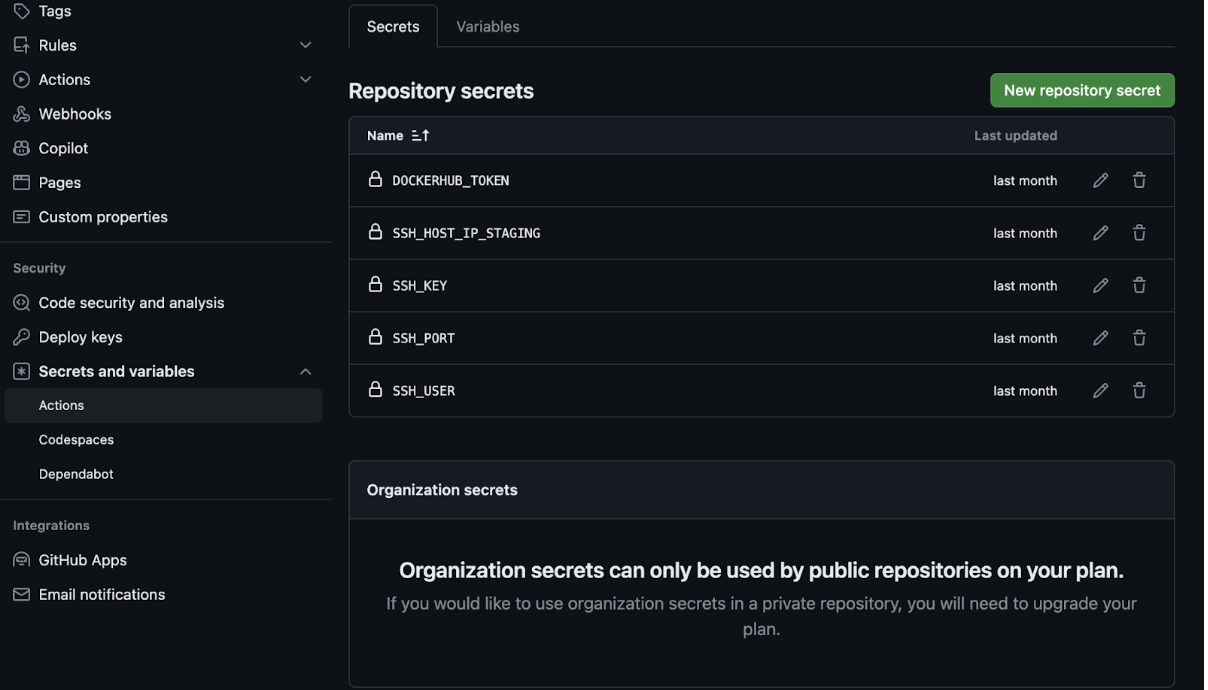 Tags
Rules
Actions
Webhooks
Copilot
Pages
Custom properties
Security
Code security and analysis
Deploy keys
Secrets and variables
Actions
Codespaces
Dependabot
Integrations
GitHub Apps
Email notifications
Secrets Variables
Repository secrets New repository secret
Name Last updated
DOCKERHUB_TOKEN last month
SSH_HOST_IP_STAGING last month
SSH_KEY last month
SSH_PORT last month
SSH_USER last month
Organization secrets
Organization secrets can only be used by public repositories on your plan.
If you would like to use organization secrets in a private repository, you will need to upgrade your
plan.